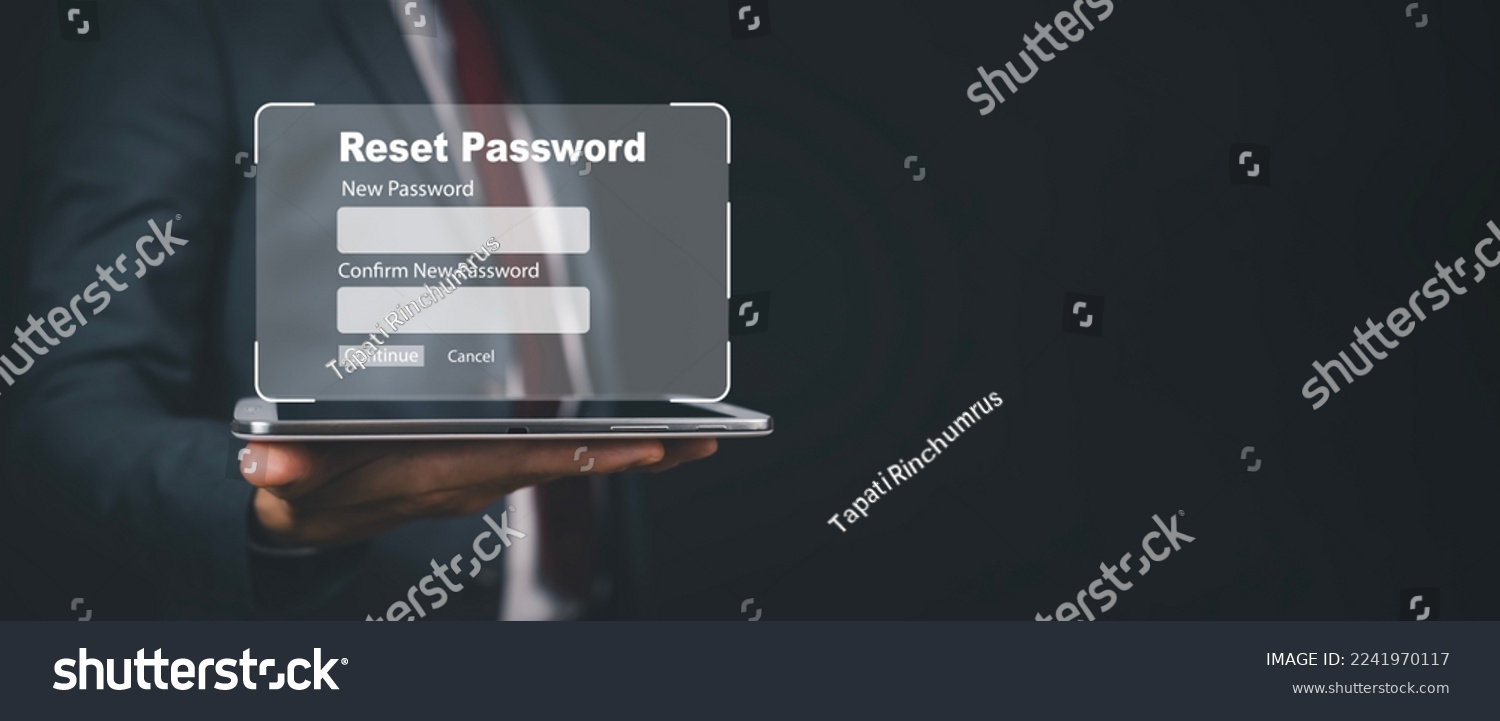 shutterstock
Reset Password
New Password
Confirm New Password
Continue
Cancel
Tapati Rinchumrus
shutterstock
shutterstock
Tapati Rinchumrus
shutterstock
shutterstock
shutterstock®
IMAGE ID: 2241970117
www.shutterstock.com